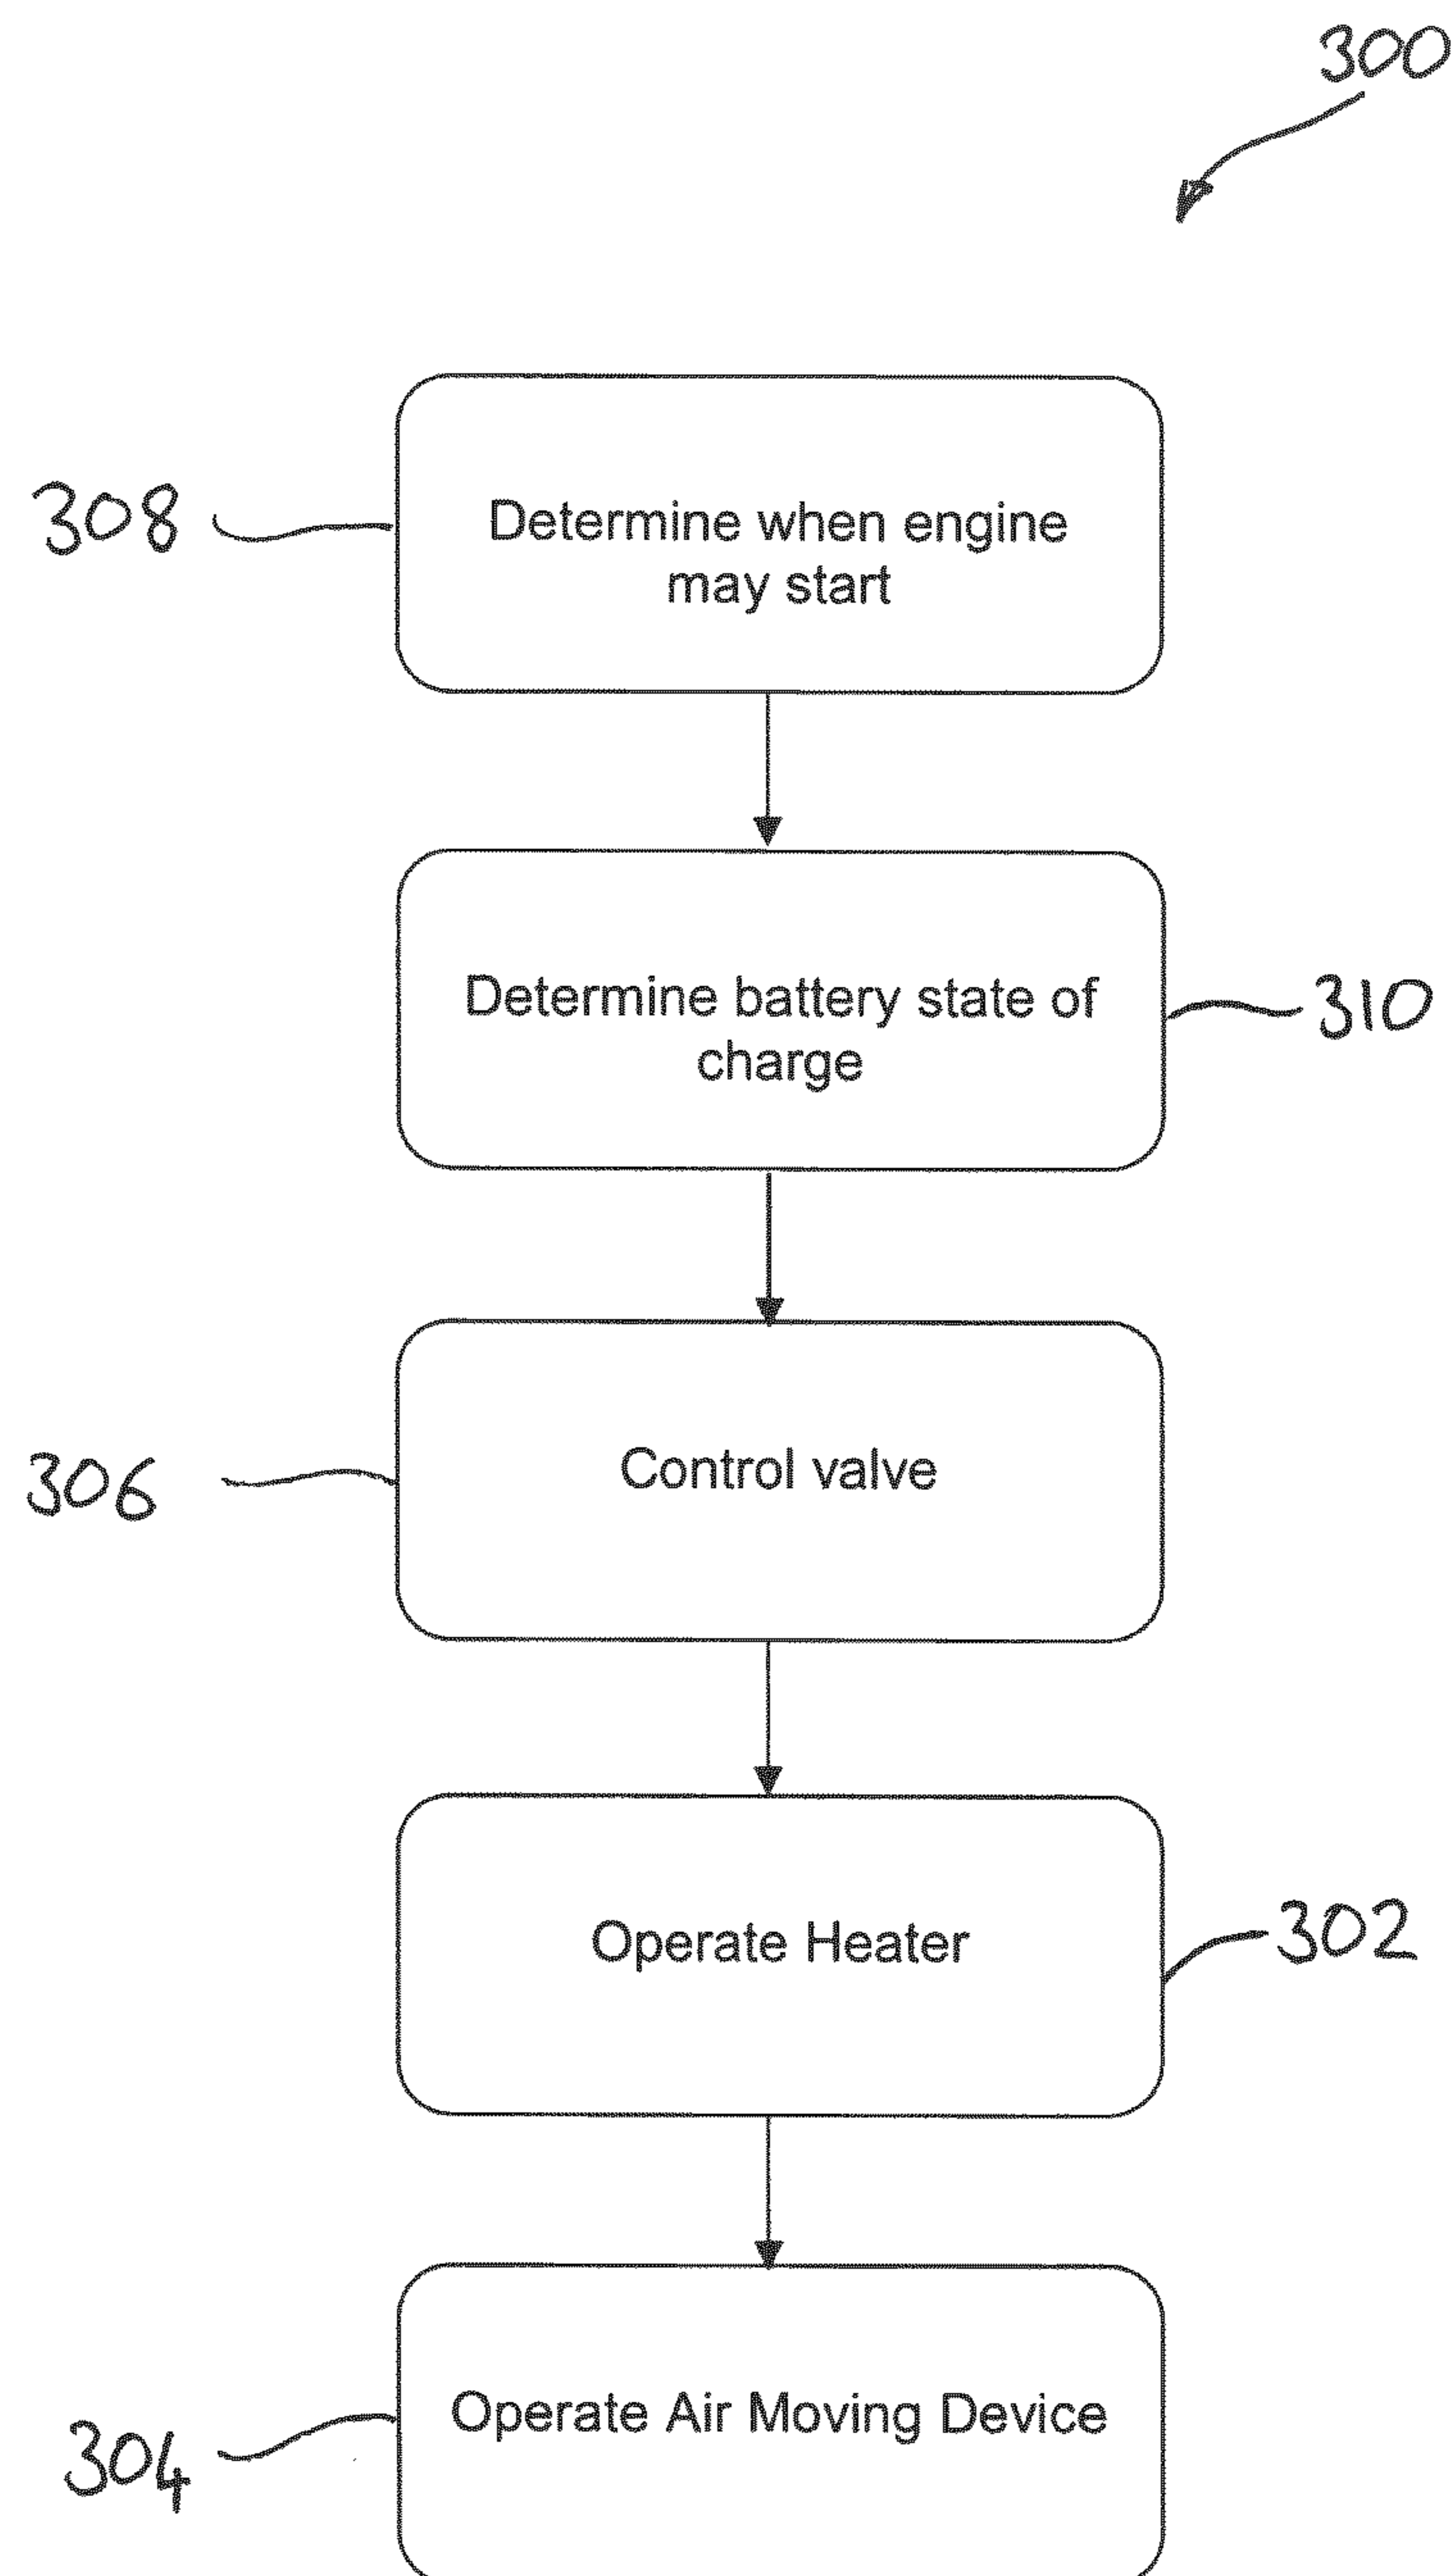 300
308
Determine when engine
may start
Determine battery state of
charge
310
306
Control valve
Operate Heater
302
304
Operate Air Moving Device